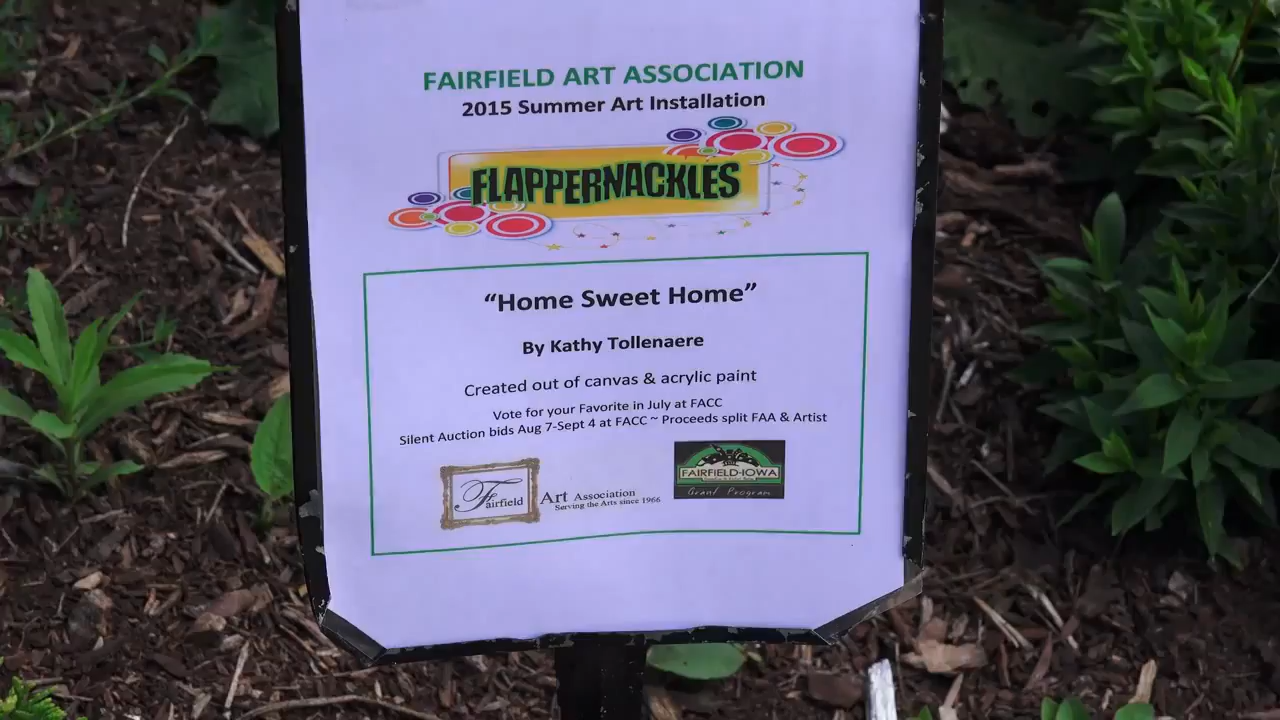 FAIRFIELD ART ASSOCIATION
2015 Summer Art Installation
FLAPPERNACKLES
“Home Sweet Home”
By Kathy Tollenaere
Created out of canvas & acrylic paint
Vote for your Favorite in July at FACC
Silent Auction bids Aug 7-Sept 4 at FACC ~ Proceeds split FAA & Artist
Fairfield
Art Association
Serving the Arts since 1966
FAIRFIELD-IOWA
Grant Program